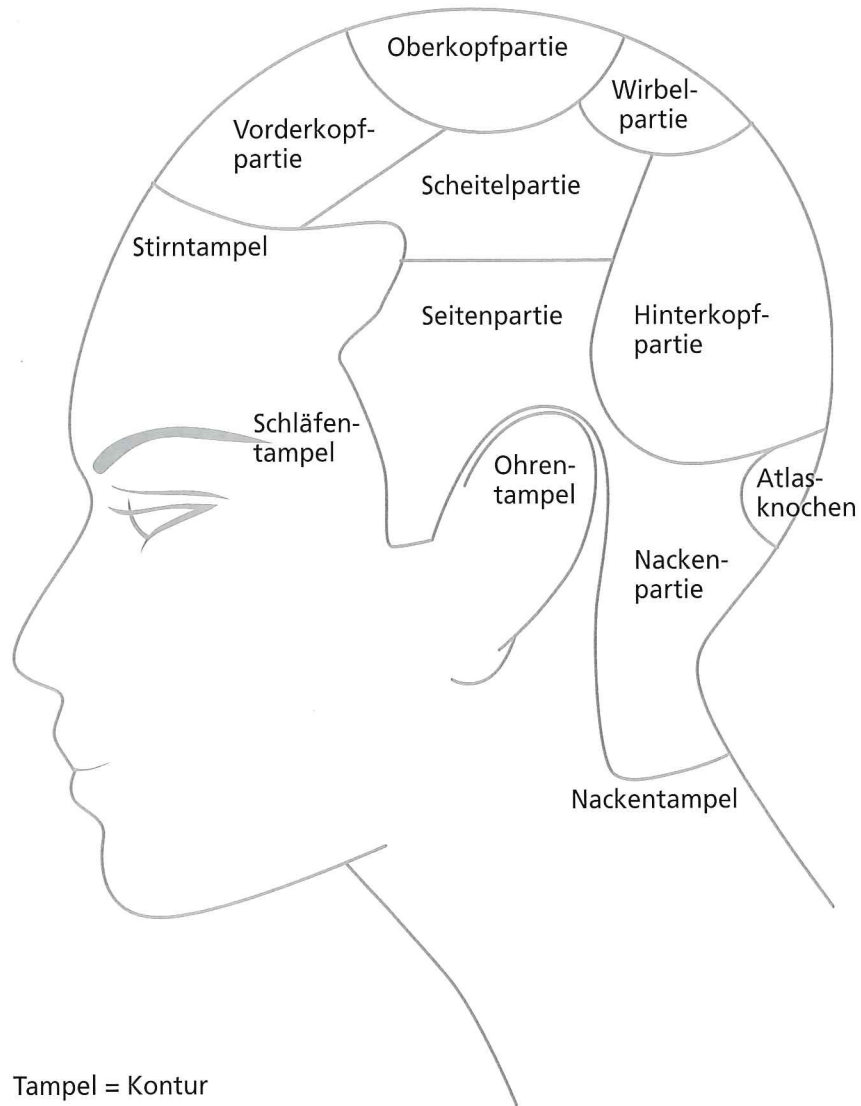 Oberkopfpartie
Wirbel-
partie
Vorderkopf-
partie
Scheitelpartie
Stirntampel
Seitenpartie
Hinterkopf-
partie
Schläfen-
tampel
Ohren-
tampel
Atlas-
knochen
Nacken-
partie
Nackentampel
Tampel = Kontur